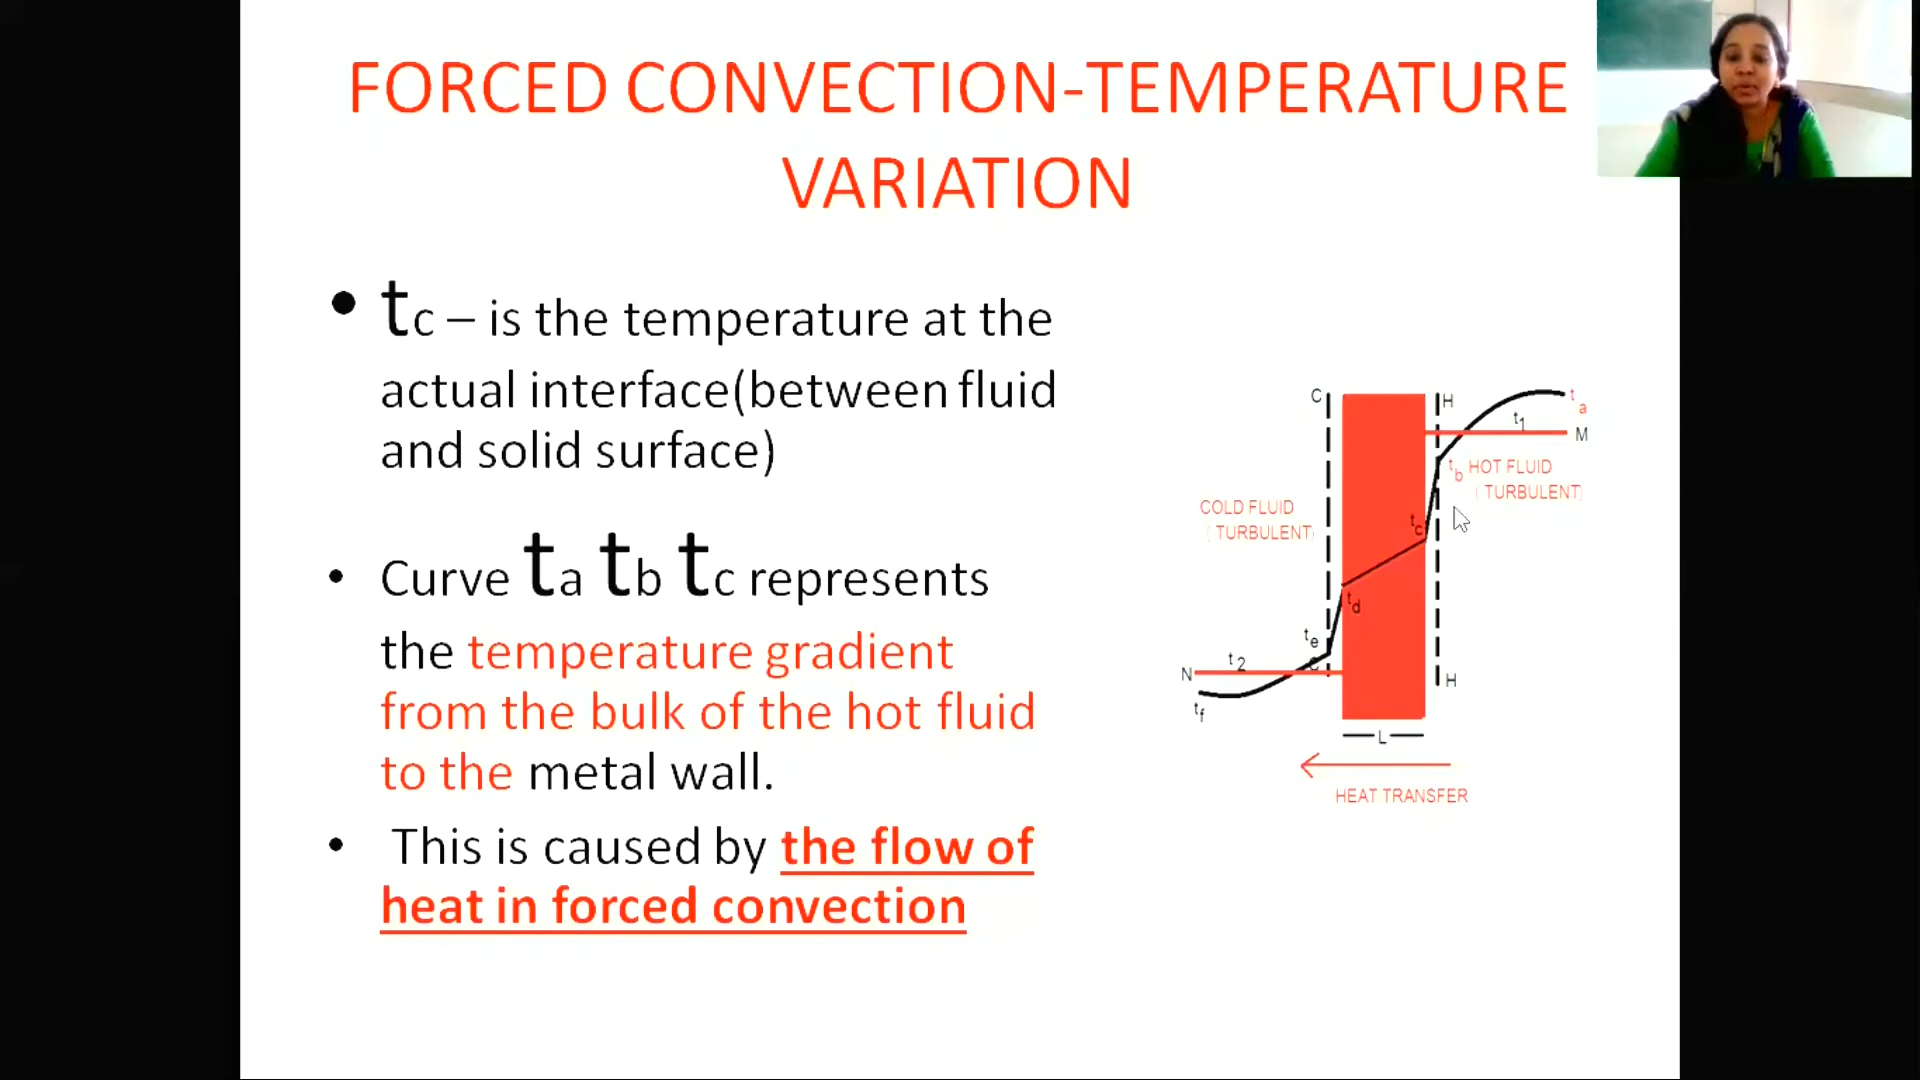 FORCED CONVECTION-TEMPERATURE
VARIATION
• tc – is the temperature at the
actual interface(between fluid
and solid surface)
• Curve ta tb tc represents
the temperature gradient
from the bulk of the hot fluid
to the metal wall.
• This is caused by the flow of
heat in forced convection
C
H
ta
t1
M
tb HOT FLUID
( TURBULENT)
COLD FLUID
( TURBULENT)
tc
td
te
C
t2
N
H
tf
L
HEAT TRANSFER